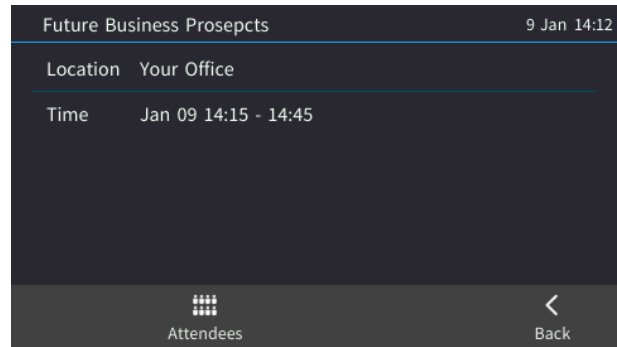 Future Business Prosepcts 9 Jan 14:12
Location Your Office
Time Jan 09 14:15 - 14:45
Attendees Back